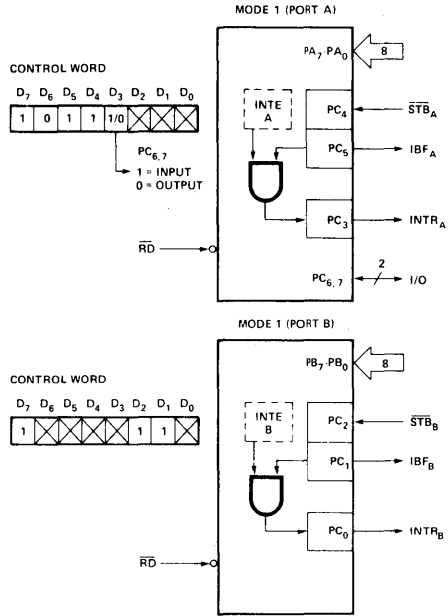 MODE 1 (PORT A)
PA7-PA0
8
CONTROL WORD
D7 D6 D5 D4 D3 D2 D1 D0
1 0 1 1 1/0
PC6, 7
1 = INPUT
0 = OUTPUT
INTE
A
PC4
STBA
PC5
IBFA
PC3
INTRA
RD
PC6, 7
2
I/O
MODE 1 (PORT B)
PB7-PB0
8
CONTROL WORD
D7 D6 D5 D4 D3 D2 D1 D0
1 1 1
INTE
B
PC2
STBB
PC1
IBFB
PC0
INTRB
RD